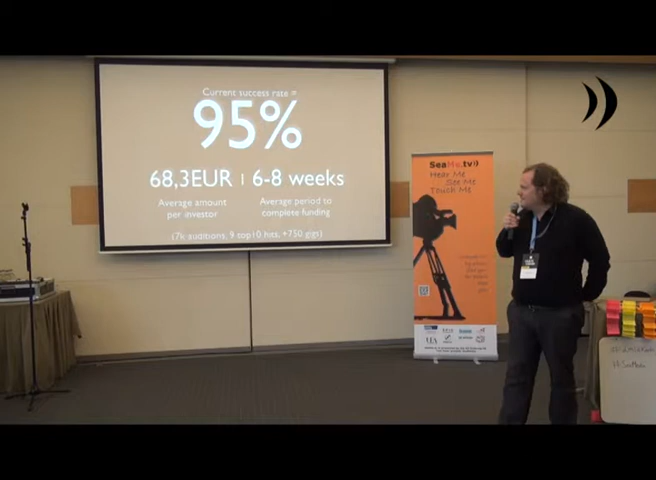 Current success rate =
95%
68,3EUR | 6-8 weeks
Average amount
per investor
Average period to
complete funding
(7k auditions, 9 top10 hits, +750 gigs)
SeaMe.tv))
Hear Me
See Me
Touch Me